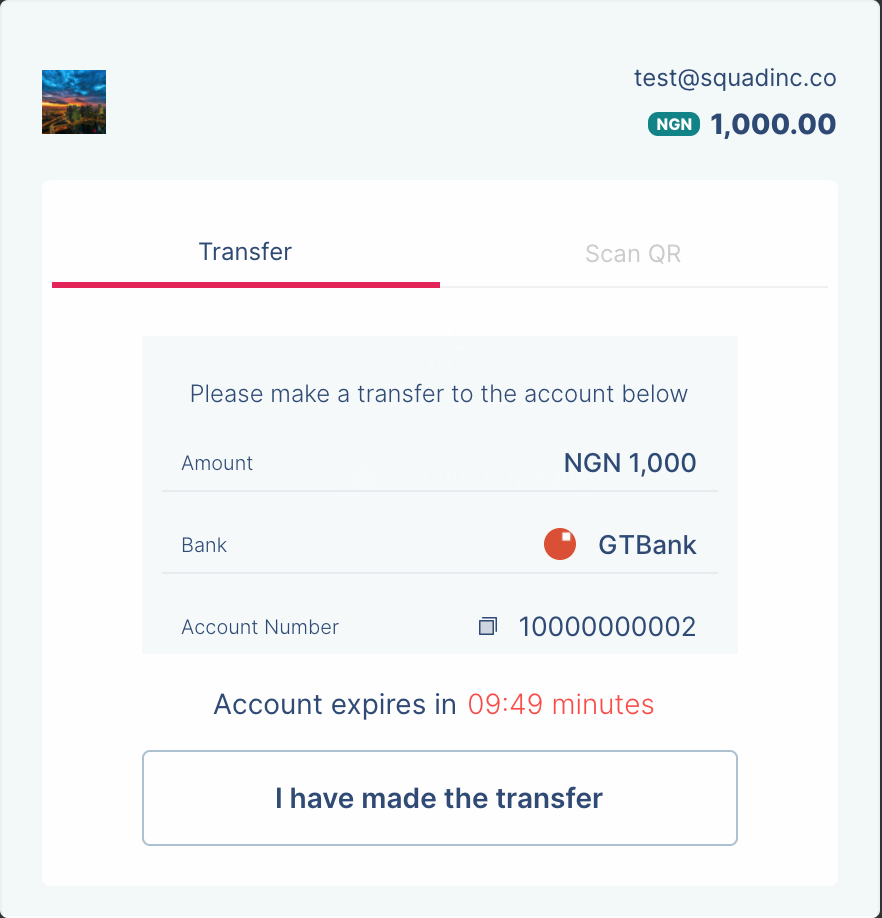 test@squadinc.co
NGN 1,000.00
Transfer
Scan QR
Please make a transfer to the account below
Amount NGN 1,000
Bank GTBank
Account Number 10000000002
Account expires in 09:49 minutes
I have made the transfer